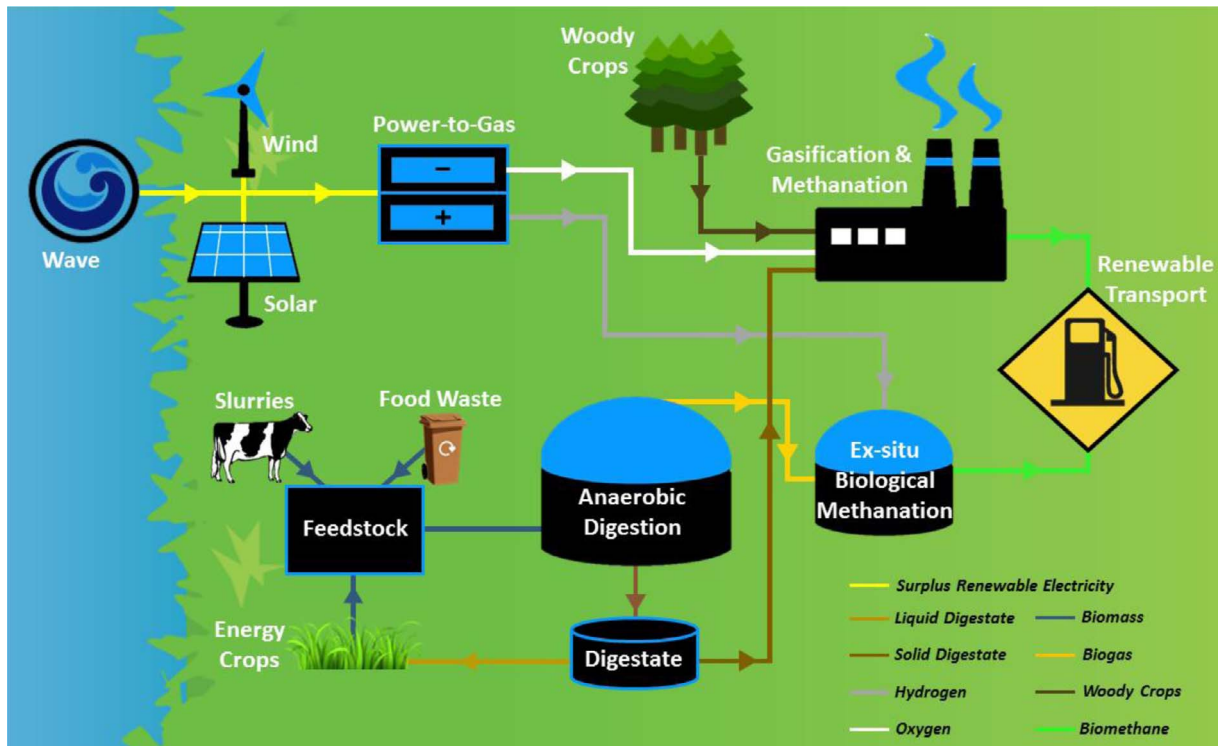 Woody
Crops
Wind
Power-to-Gas
−
+
Gasification &
Methanation
Wave
Solar
Renewable
Transport
Slurries
Food Waste
Feedstock
Anaerobic
Digestion
Ex-situ
Biological
Methanation
Energy
Crops
Digestate
Surplus Renewable Electricity
Liquid Digestate
Biomass
Solid Digestate
Biogas
Hydrogen
Woody Crops
Oxygen
Biomethane